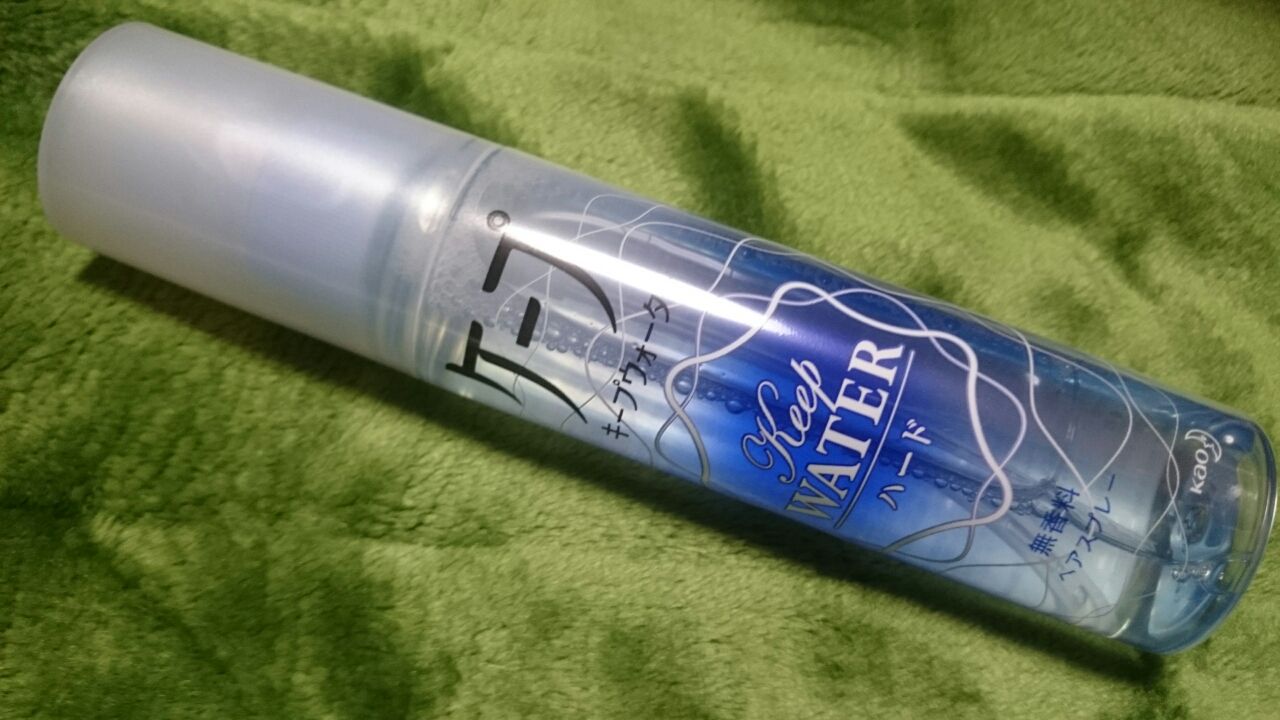 ケープ®
キープウォータ
Keep
WATER
ハード
無香料
ヘアスプレー
Kao